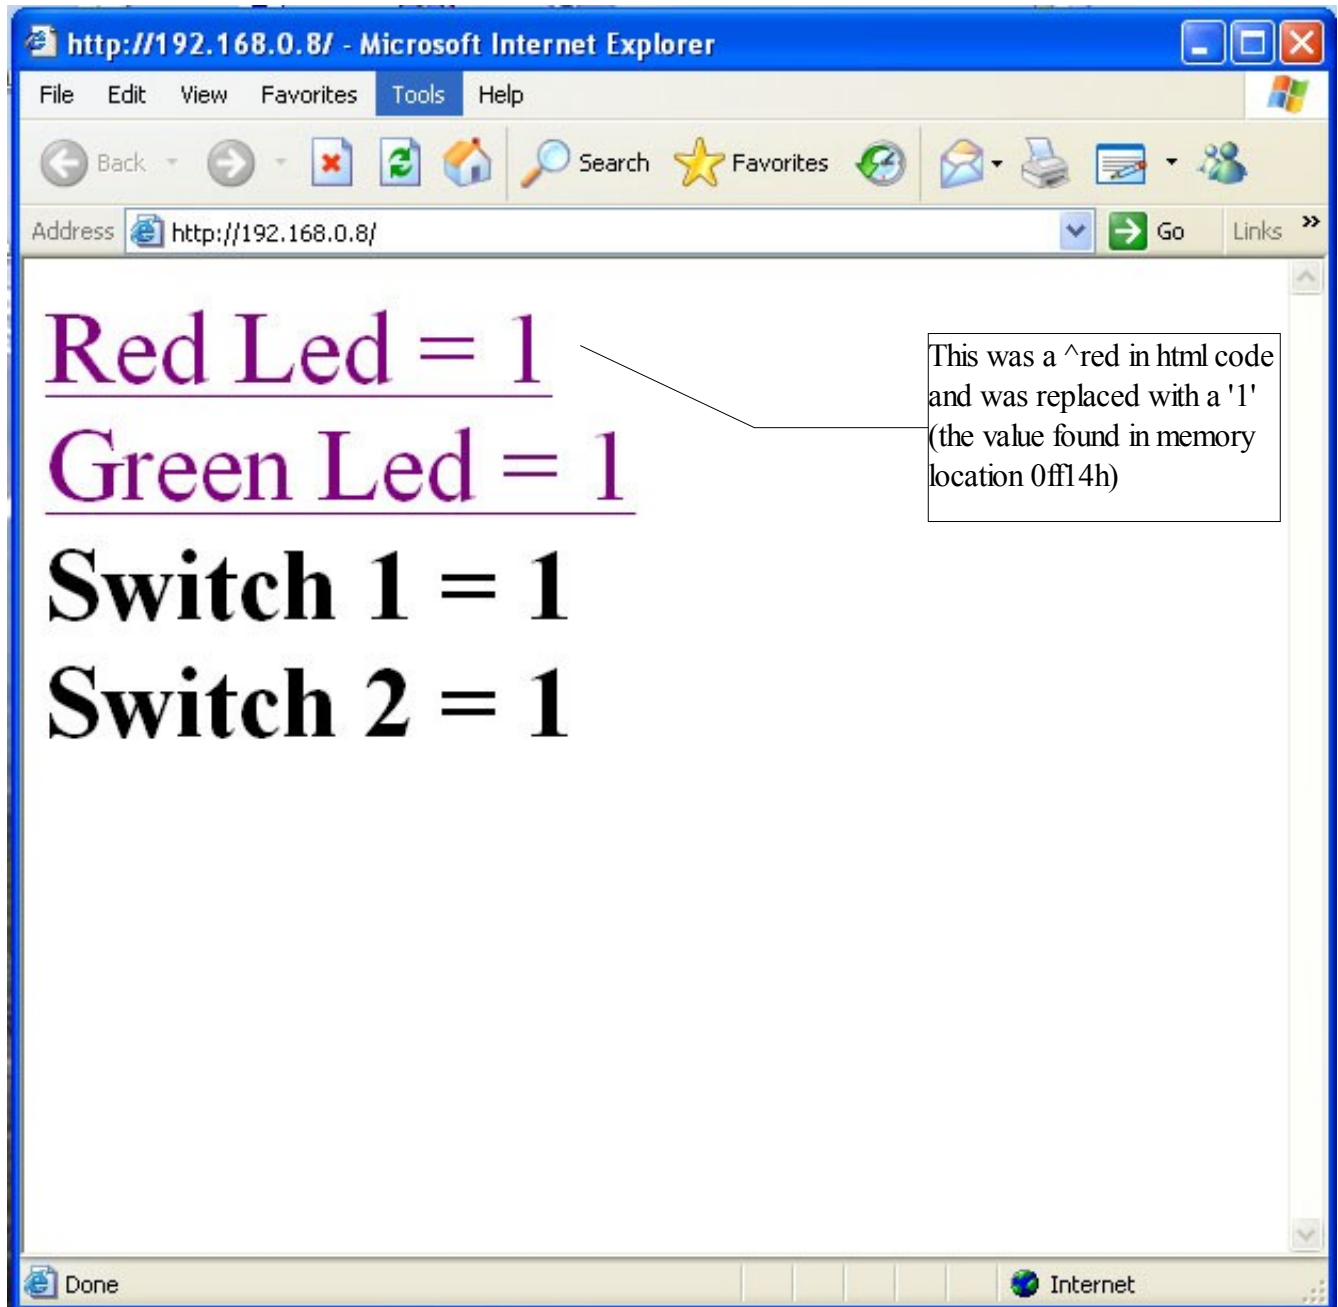 http://192.168.0.8/ - Microsoft Internet Explorer
File Edit View Favorites Tools Help
Back Search Favorites
Address http://192.168.0.8/ Go Links »
Red Led = 1
This was a ^red in html code
and was replaced with a '1'
(the value found in memory
location 0ff14h)
Green Led = 1
Switch 1 = 1
Switch 2 = 1
Done Internet